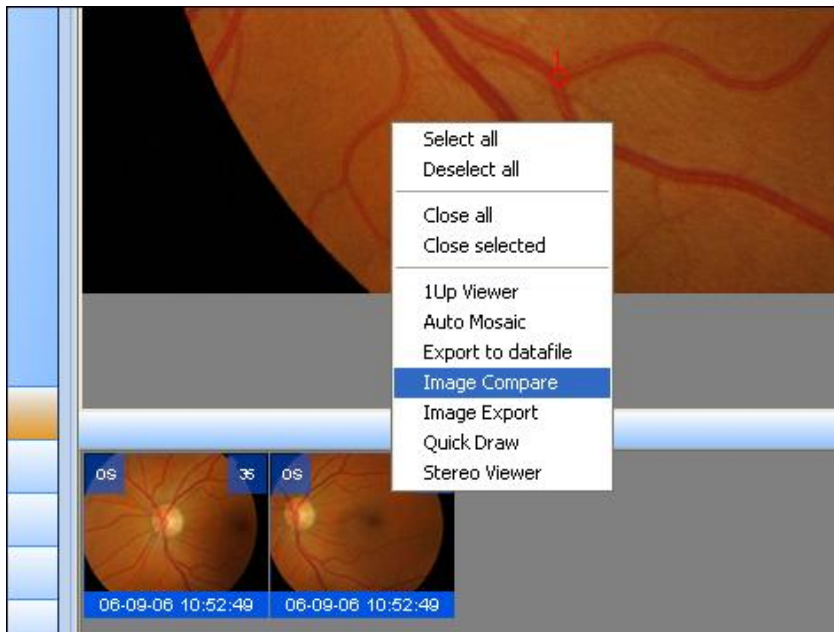 Select all
Deselect all
Close all
Close selected
1Up Viewer
Auto Mosaic
Export to datafile
Image Compare
Image Export
Quick Draw
Stereo Viewer
OS 35 OS
06-09-06 10:52:49 06-09-06 10:52:49